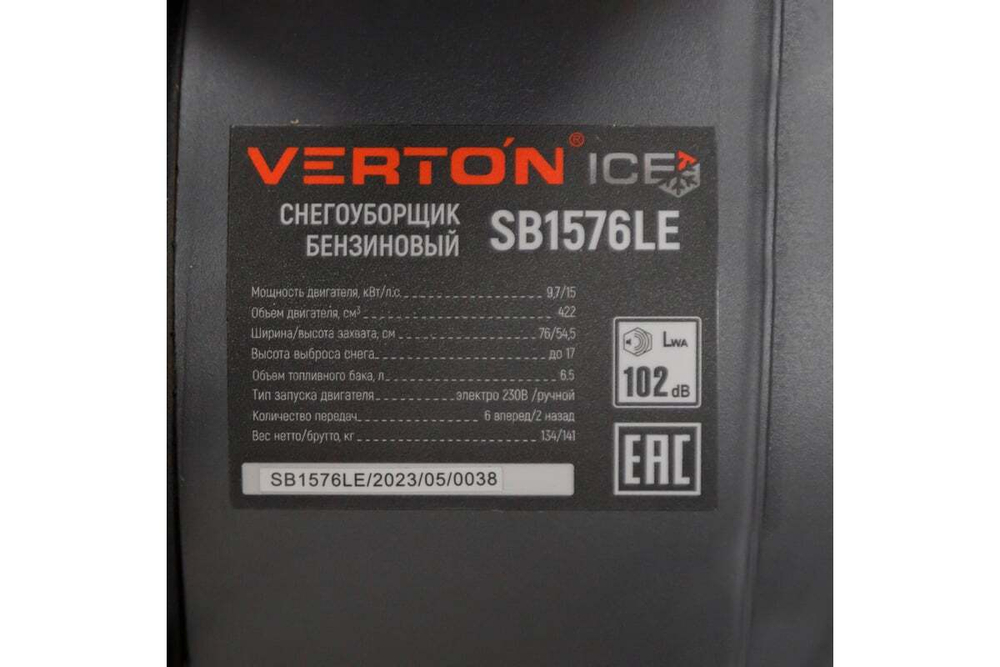 VERTON® ICE
СНЕГОУБОРЩИК
БЕНЗИНОВЫЙ
SB1576LE
Мощность двигателя, кВт/л.с. 9,7/15
Объем двигателя, см³ 422
Ширина/высота захвата, см 76/54,5
Высота выброса снега до 17
Объем топливного бака, л 6.5
Тип запуска двигателя электро 230В /ручной
Количество передач 6 вперед/2 назад
Вес нетто/брутто, кг 134/141
LWA
102 dB
EAC
SB1576LE/2023/05/0038